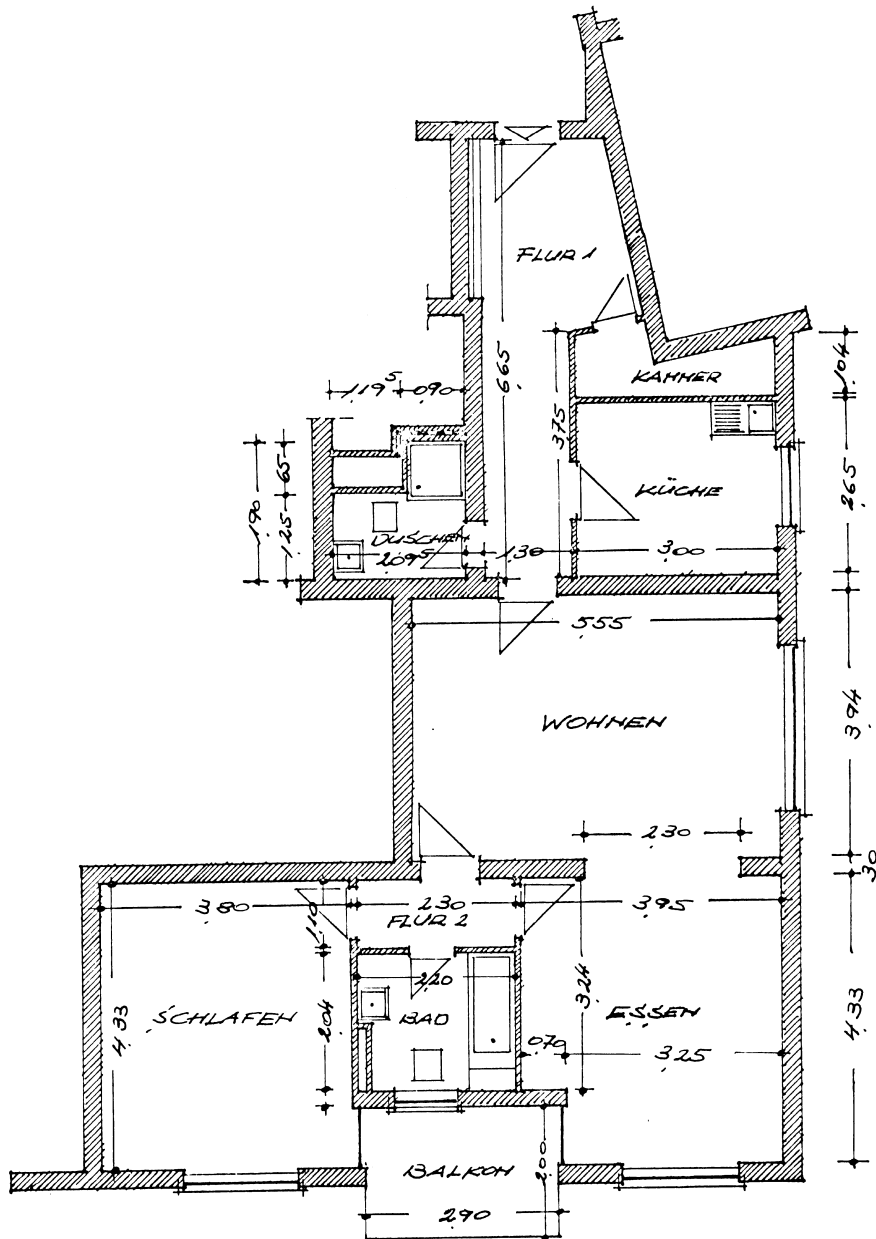 FLUR 1
6.65
KAMMER
1.04
1.19⁵
0.90
3.75
KÜCHE
2.65
65
1.90
1.25
DUSCHEN
2.09⁵
1.30
3.00
5.55
WOHNEN
3.94
2.30
30
3.80
1.10
2.30
3.95
FLUR 2
2.20
3.24
SCHLAFEN
2.04
BAD
ESSEN
4.33
.070
3.25
4.33
BALKON
2.00
2.90